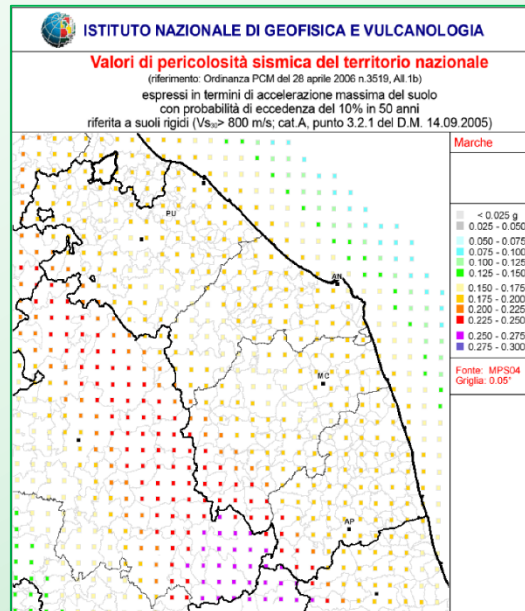 ISTITUTO NAZIONALE DI GEOFISICA E VULCANOLOGIA
Valori di pericolosità sismica del territorio nazionale
(riferimento: Ordinanza PCM del 28 aprile 2006 n.3519, All.1b)
espressi in termini di accelerazione massima del suolo
con probabilità di eccedenza del 10% in 50 anni
riferita a suoli rigidi (Vs₃₀> 800 m/s; cat.A, punto 3.2.1 del D.M. 14.09.2005)
Marche
PU
AN
MC
AP
< 0.025 g
0.025 - 0.050
0.050 - 0.075
0.075 - 0.100
0.100 - 0.125
0.125 - 0.150
0.150 - 0.175
0.175 - 0.200
0.200 - 0.225
0.225 - 0.250
0.250 - 0.275
0.275 - 0.300
Fonte: MPS04
Griglia: 0.05°